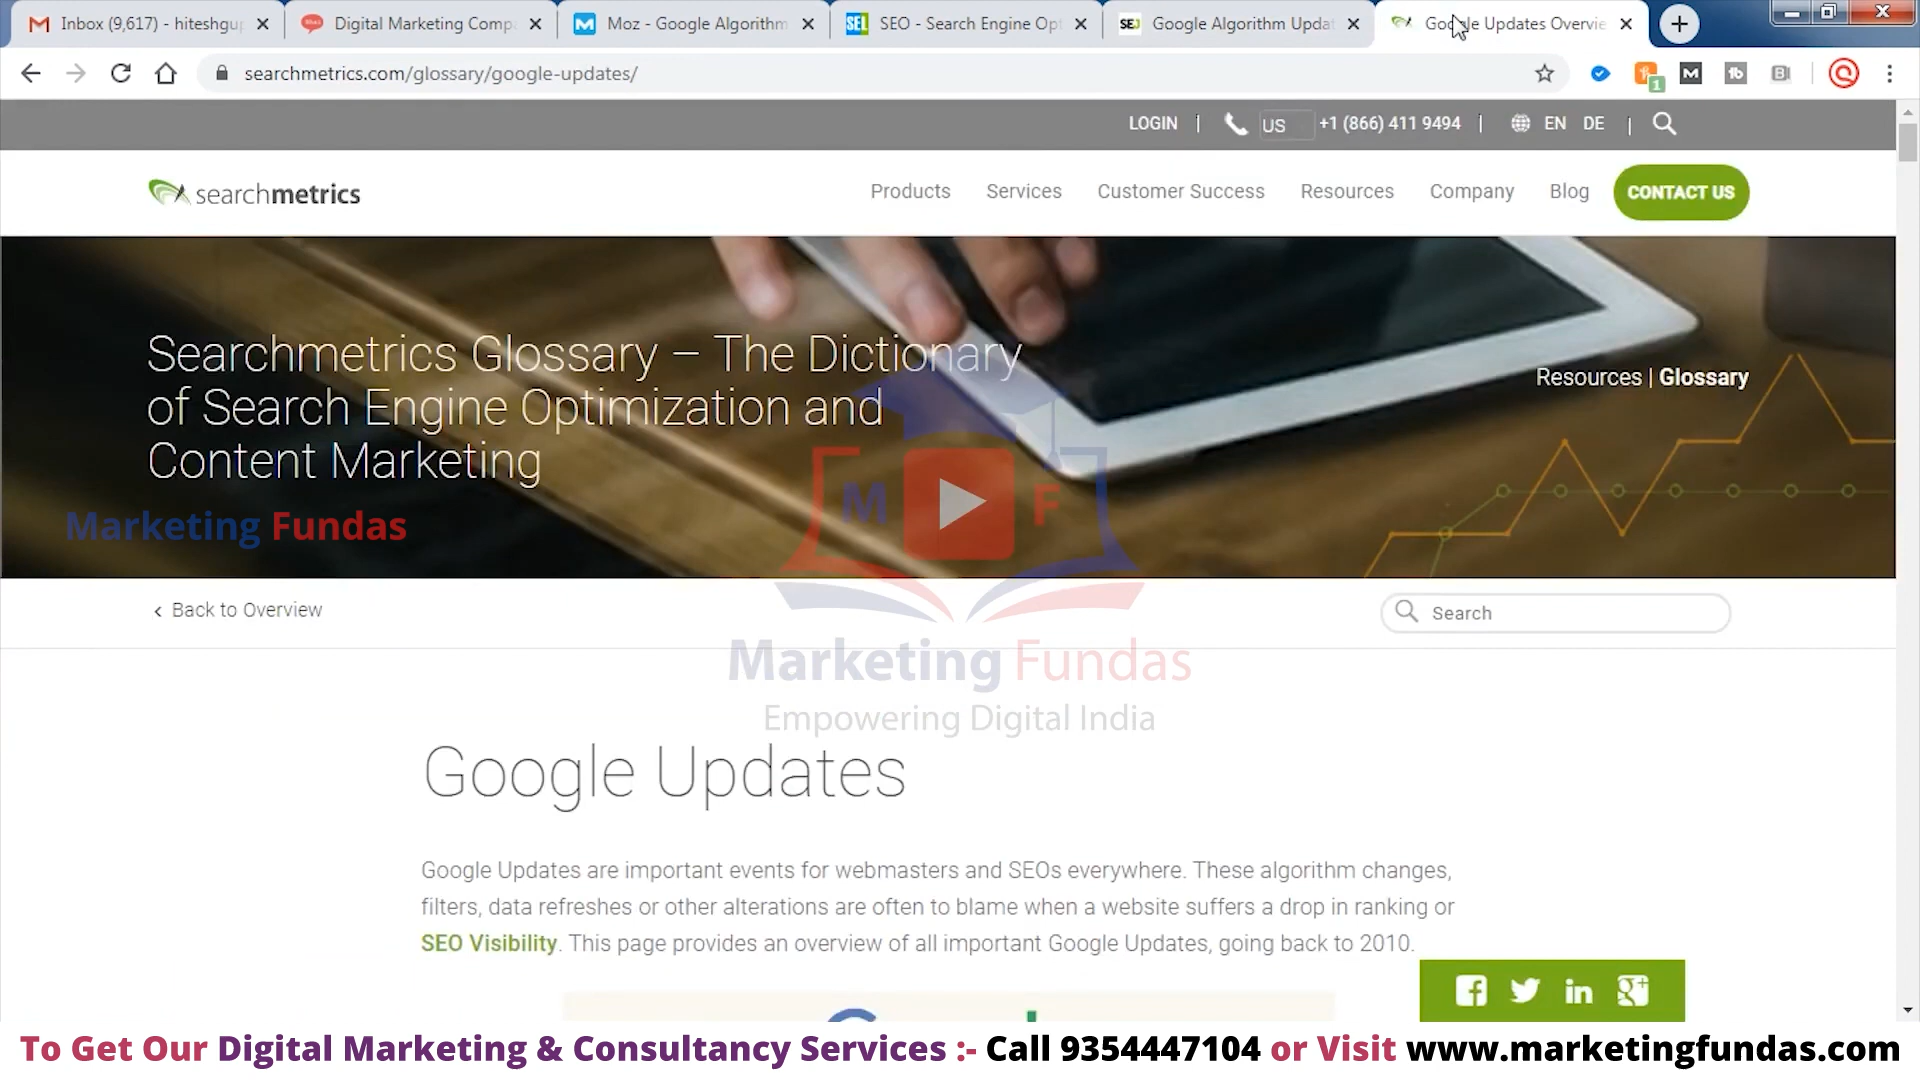 Inbox (9,617) - hiteshgup
Digital Marketing Comp
Moz - Google Algorithm
SEO - Search Engine Opt
Google Algorithm Updat
Google Updates Overvie
searchmetrics.com/glossary/google-updates/
LOGIN | US +1 (866) 411 9494 | EN DE |
searchmetrics
Products Services Customer Success Resources Company Blog CONTACT US
Searchmetrics Glossary – The Dictionary
of Search Engine Optimization and
Content Marketing
Resources | Glossary
Marketing Fundas
M F
Back to Overview
Search
Marketing Fundas
Empowering Digital India
Google Updates
Google Updates are important events for webmasters and SEOs everywhere. These algorithm changes,
filters, data refreshes or other alterations are often to blame when a website suffers a drop in ranking or
SEO Visibility. This page provides an overview of all important Google Updates, going back to 2010.
To Get Our Digital Marketing & Consultancy Services :- Call 9354447104 or Visit www.marketingfundas.com